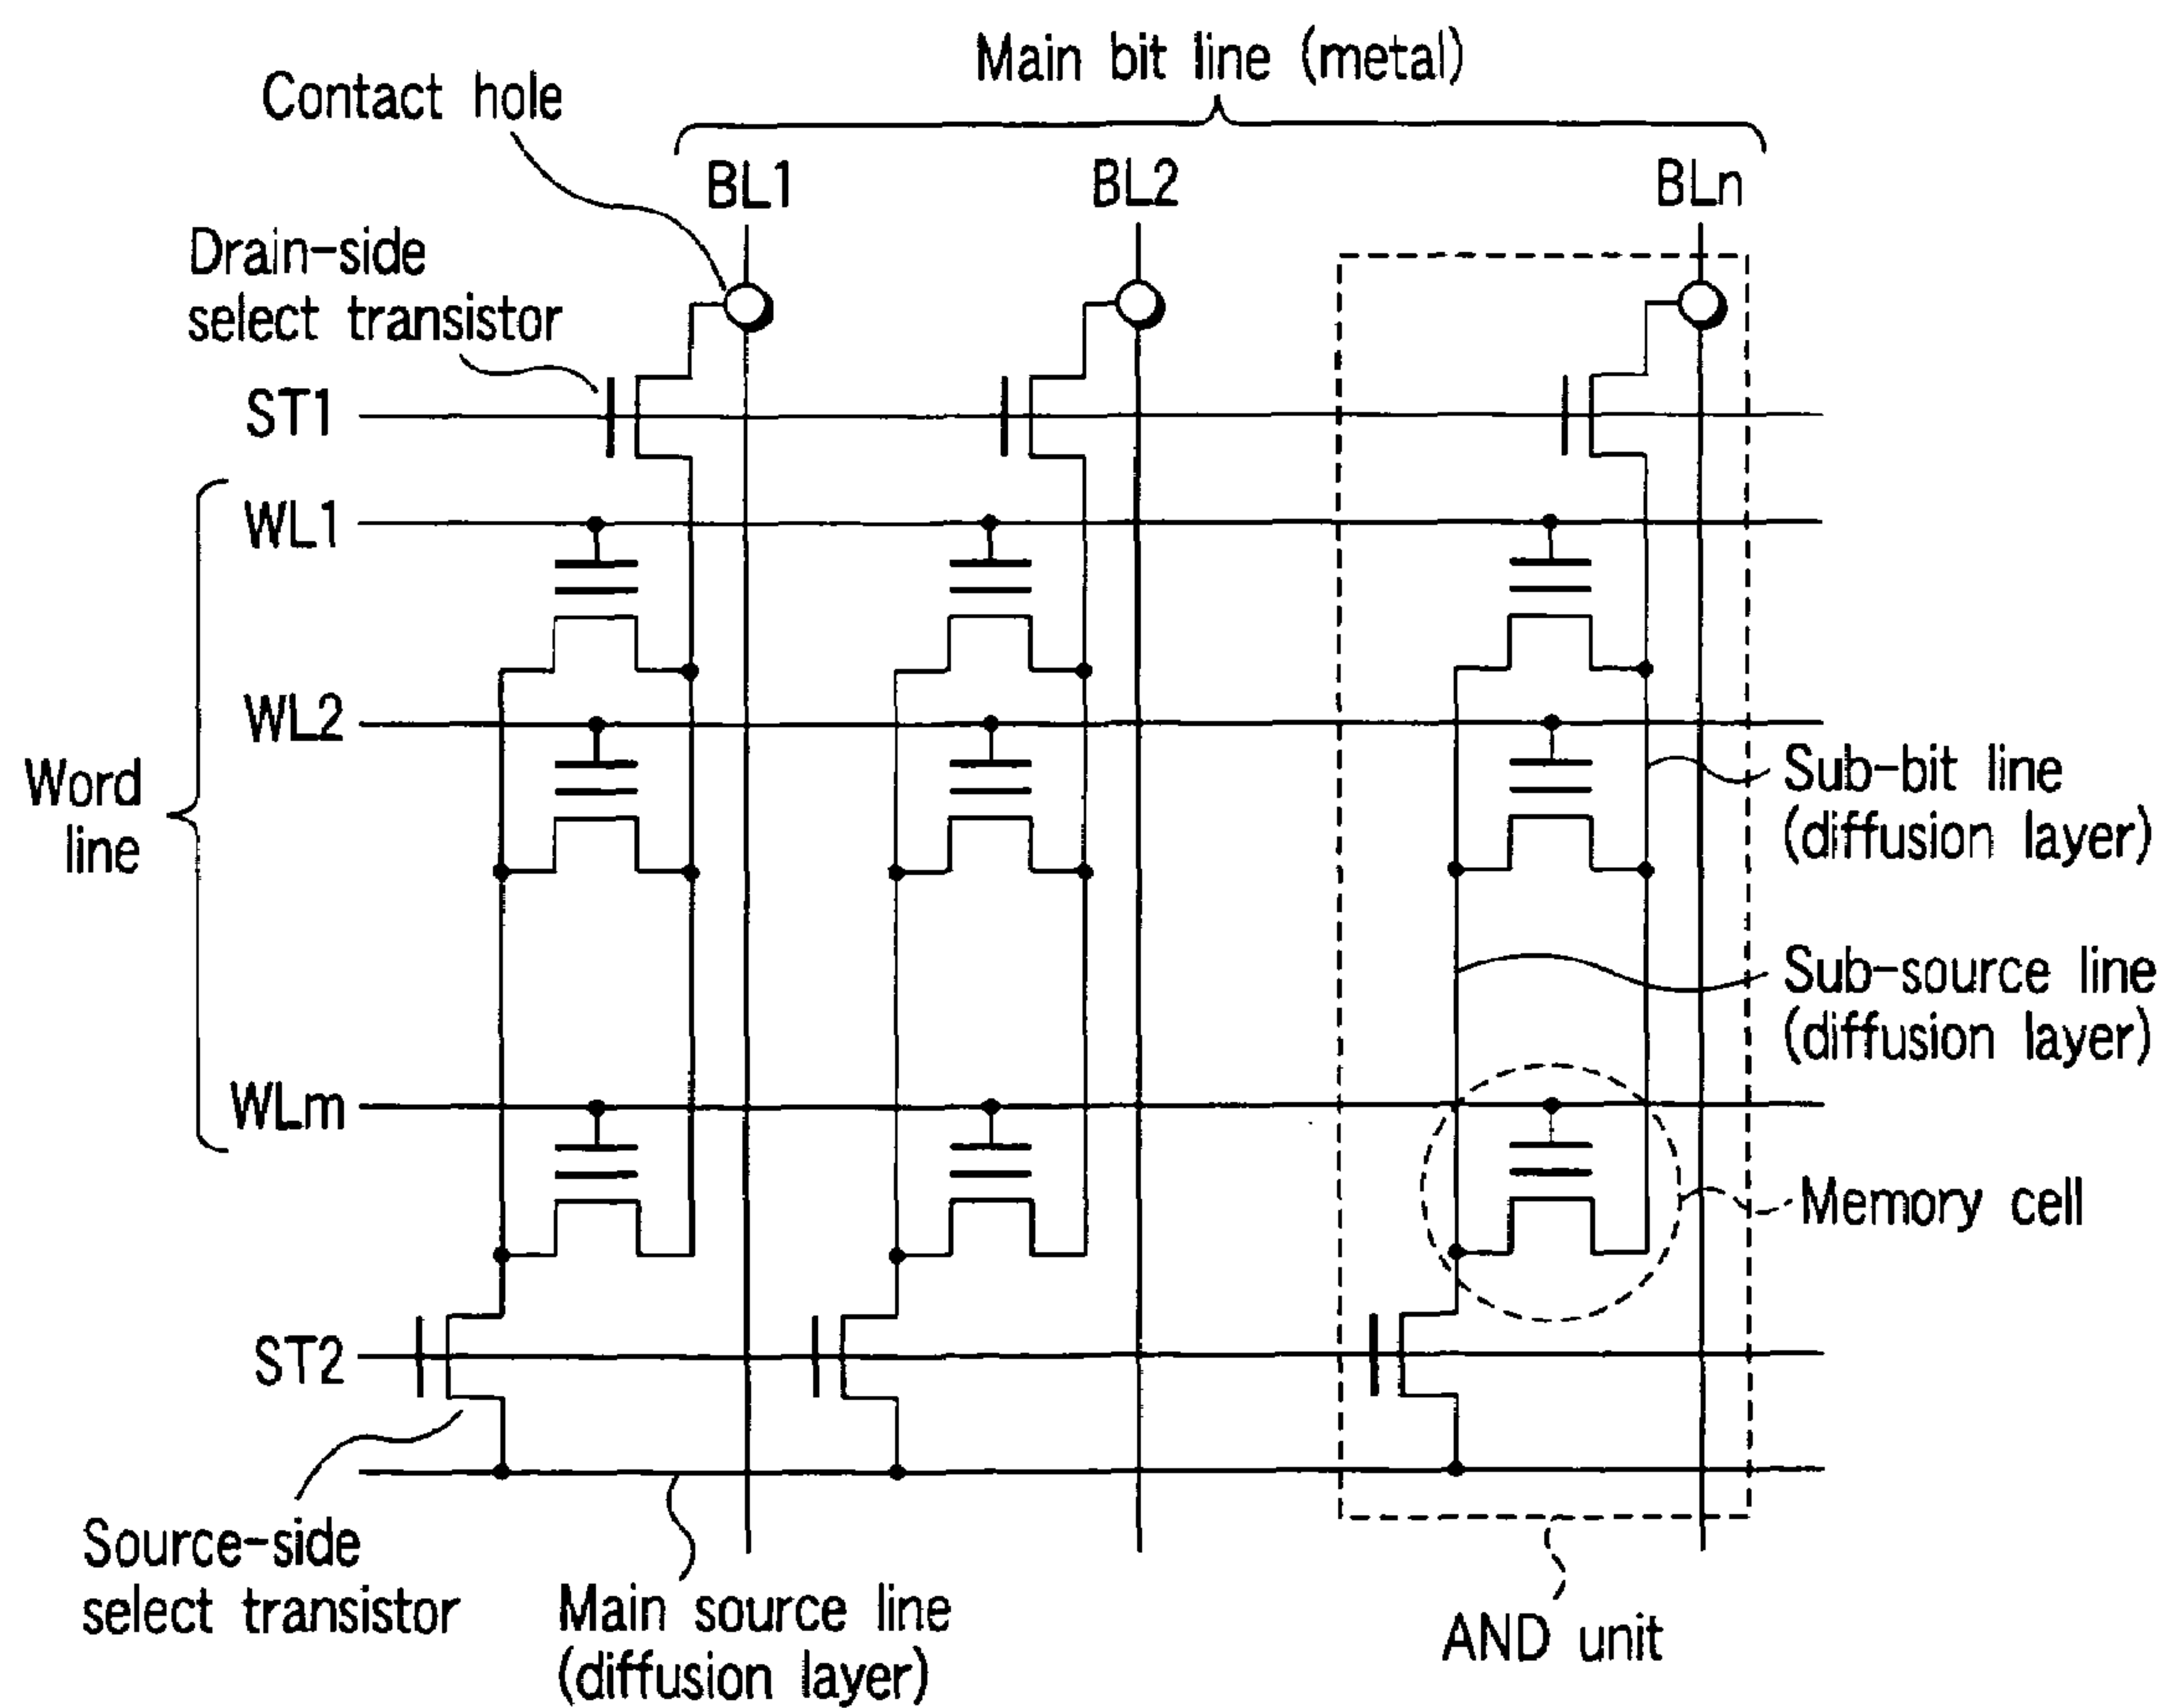 Main bit line (metal)
Contact hole
BL1
BL2
BLn
Drain-side
select transistor
ST1
WL1
WL2
Word
line
Sub-bit line
(diffusion layer)
Sub-source line
(diffusion layer)
WLm
Memory cell
ST2
Source-side
select transistor
Main source line
(diffusion layer)
AND unit